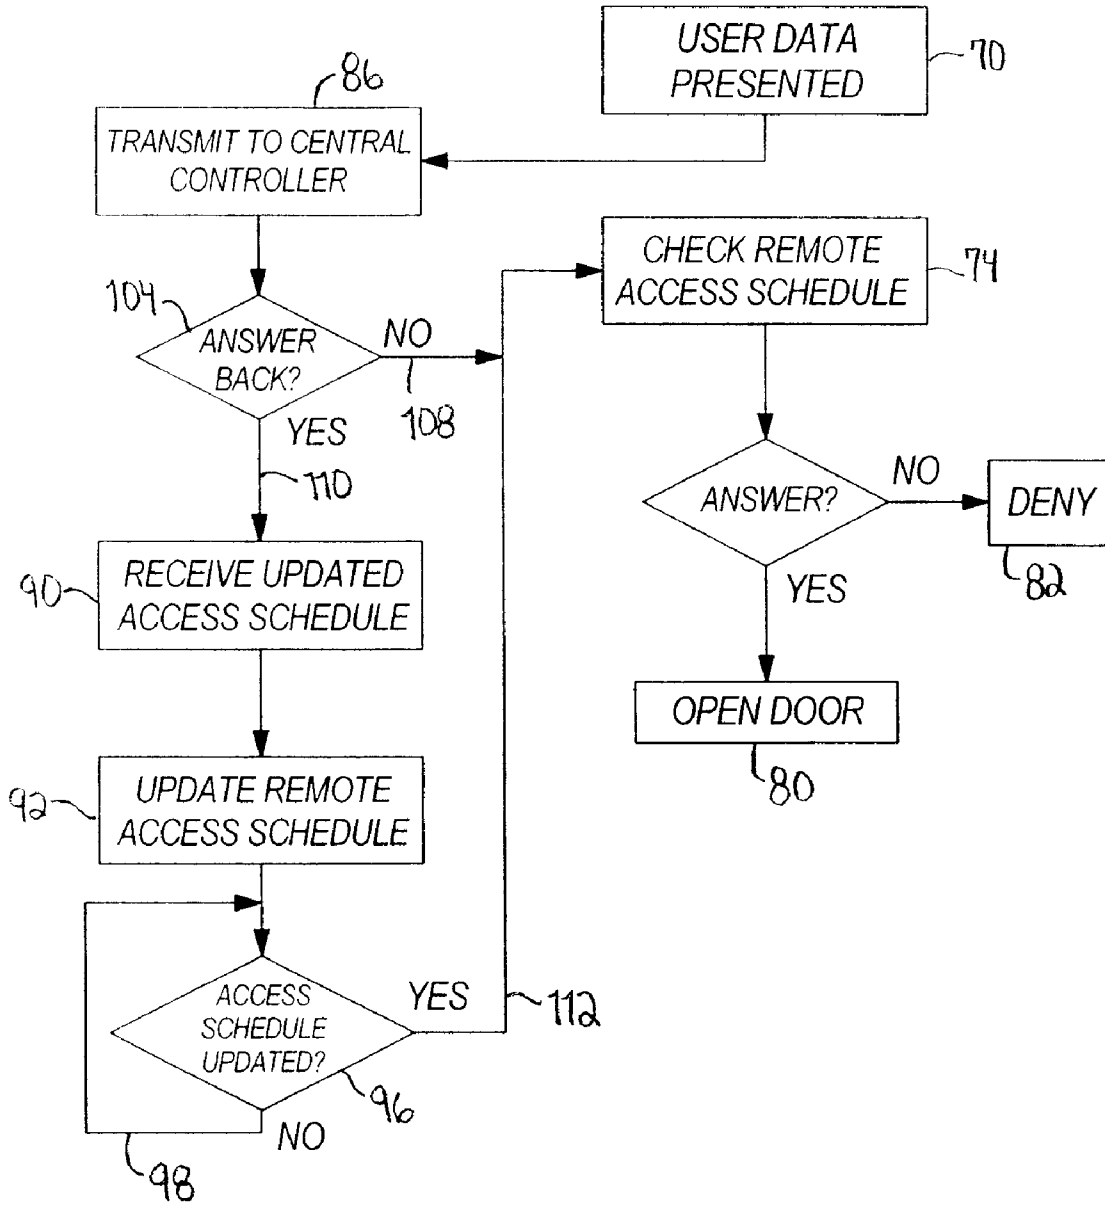 USER DATA
PRESENTED
70
86
TRANSMIT TO CENTRAL
CONTROLLER
104
ANSWER
BACK?
NO
108
YES
110
CHECK REMOTE
ACCESS SCHEDULE
74
ANSWER?
NO
DENY
82
YES
OPEN DOOR
80
90
RECEIVE UPDATED
ACCESS SCHEDULE
92
UPDATE REMOTE
ACCESS SCHEDULE
ACCESS
SCHEDULE
UPDATED?
YES
112
96
NO
98